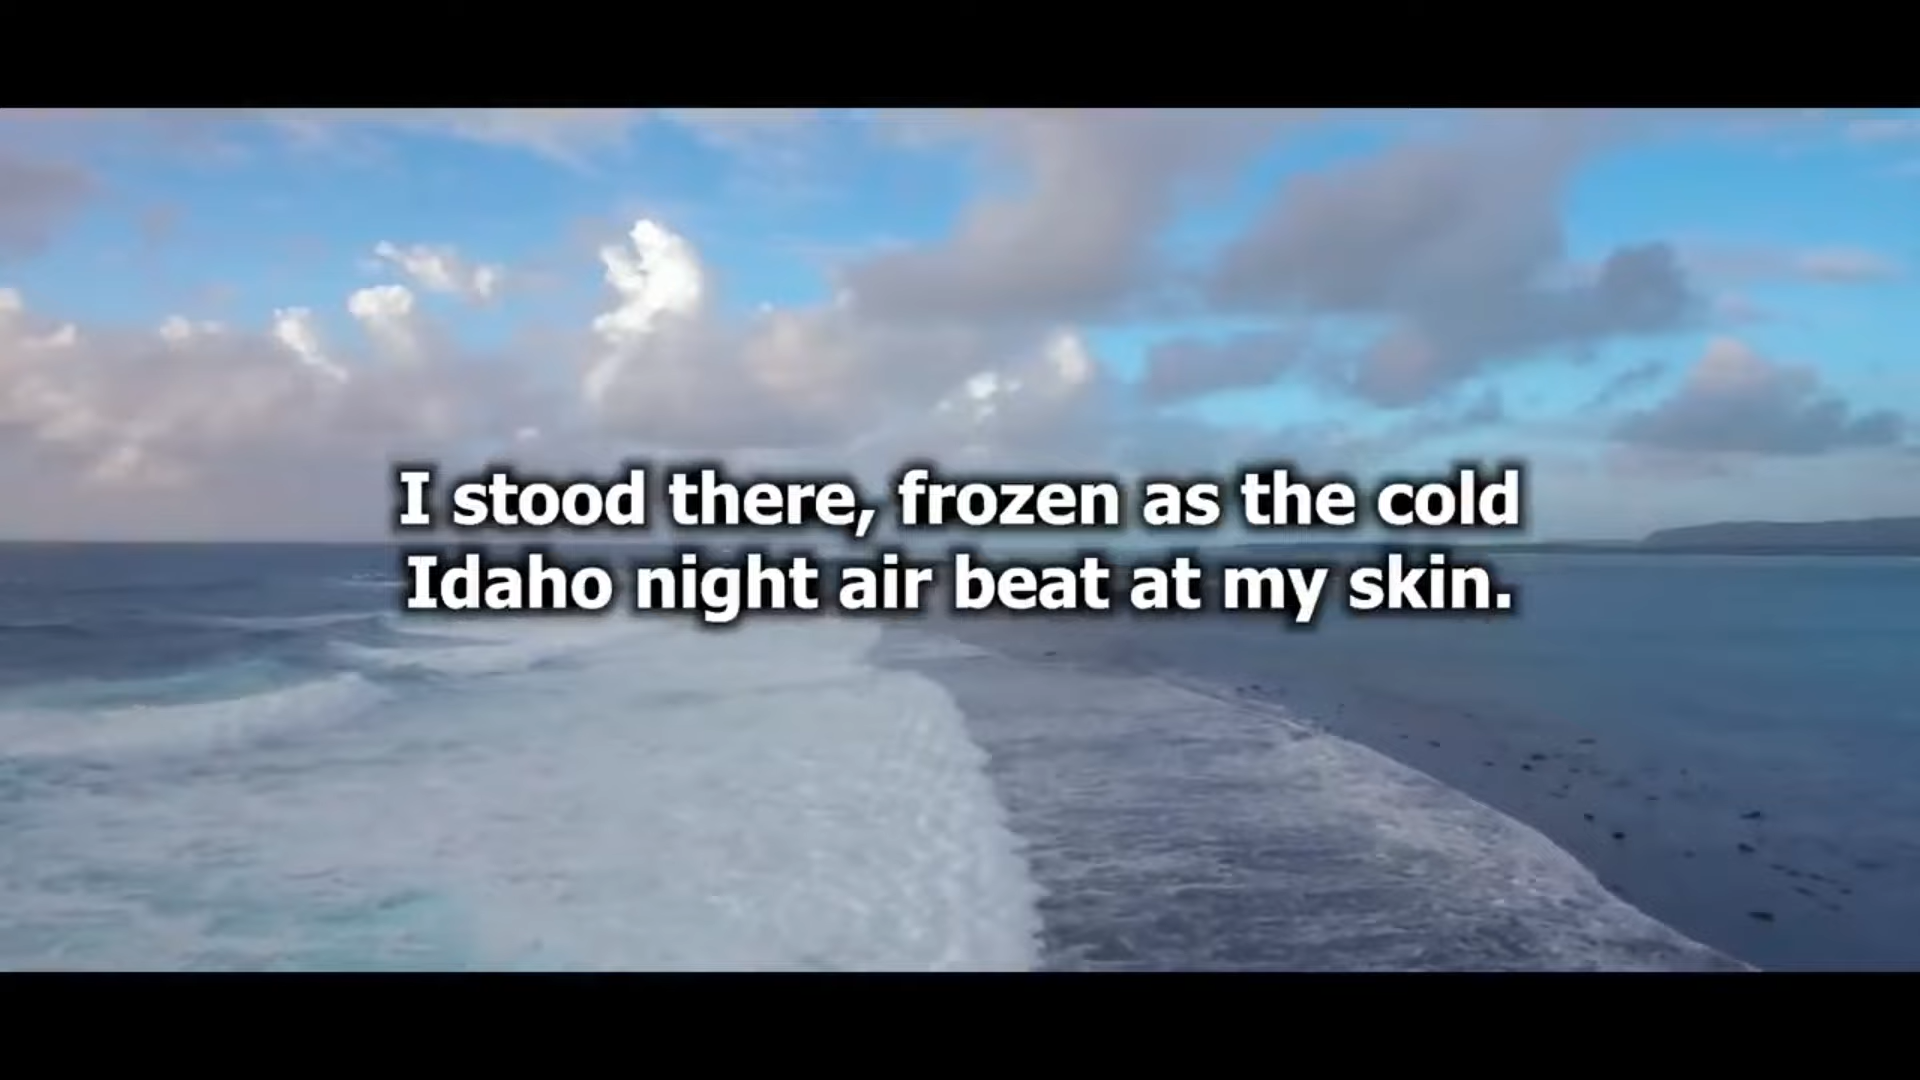 I stood there, frozen as the cold
Idaho night air beat at my skin.